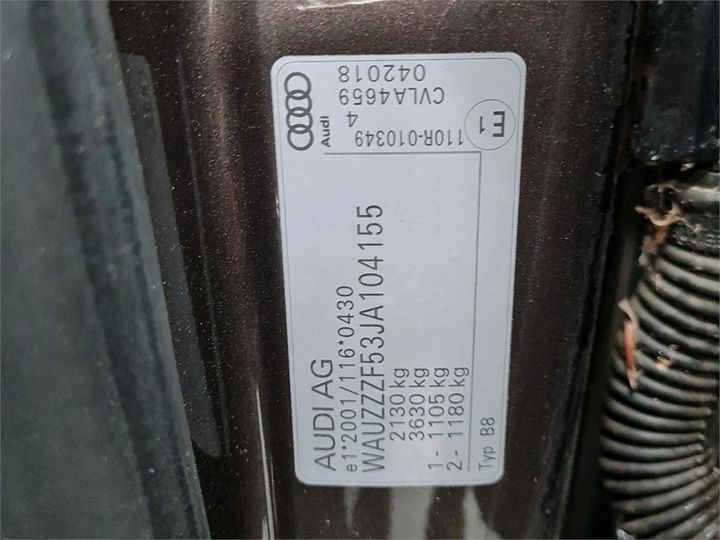 AUDI AG
e1*2001/116*0430
WAUZZZF53JA104155
2130 kg
3630 kg
1 - 1105 kg
2 - 1180 kg
Typ B8
Audi
4
CVLA4659
042018
E1
110R-010349